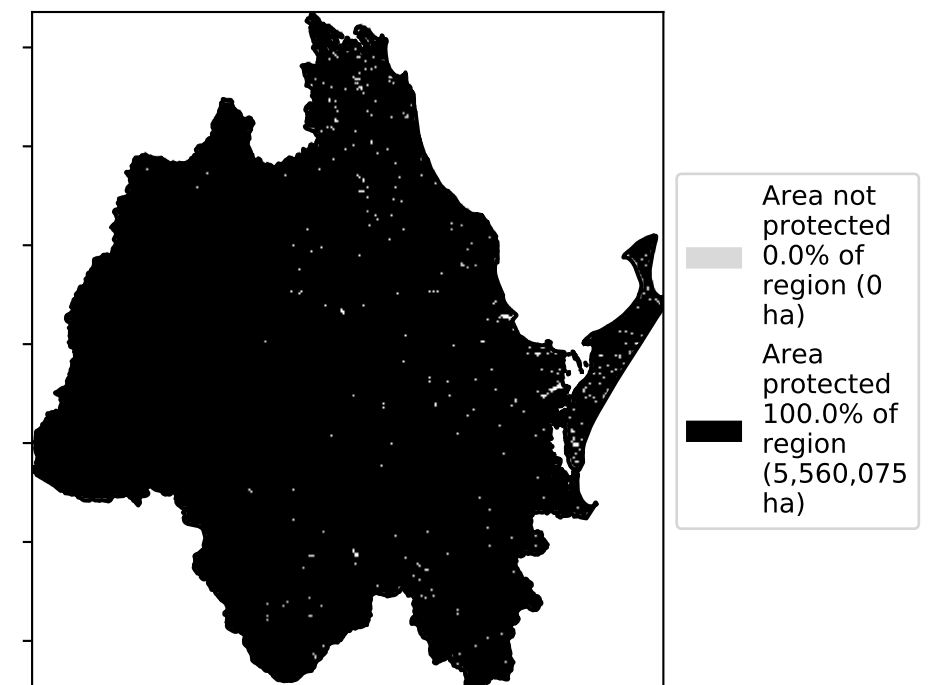 Area not
protected
0.0% of
region (0
ha)
Area
protected
100.0% of
region
(5,560,075
ha)